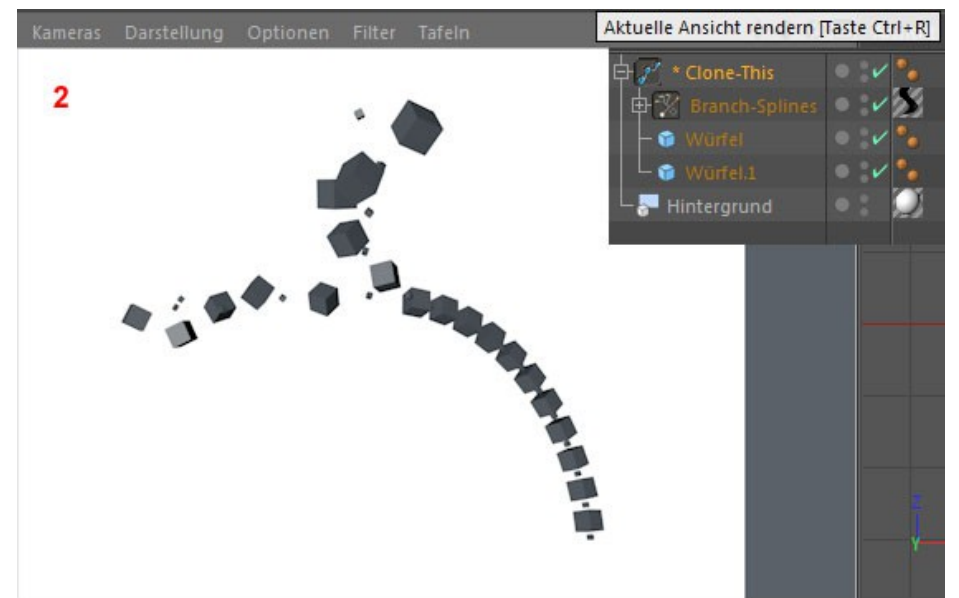 Kameras Darstellung Optionen Filter Tafeln
Aktuelle Ansicht rendern [Taste Ctrl+R]
2
* Clone-This
Branch-Splines
Würfel
Würfel.1
Hintergrund
Z
Y